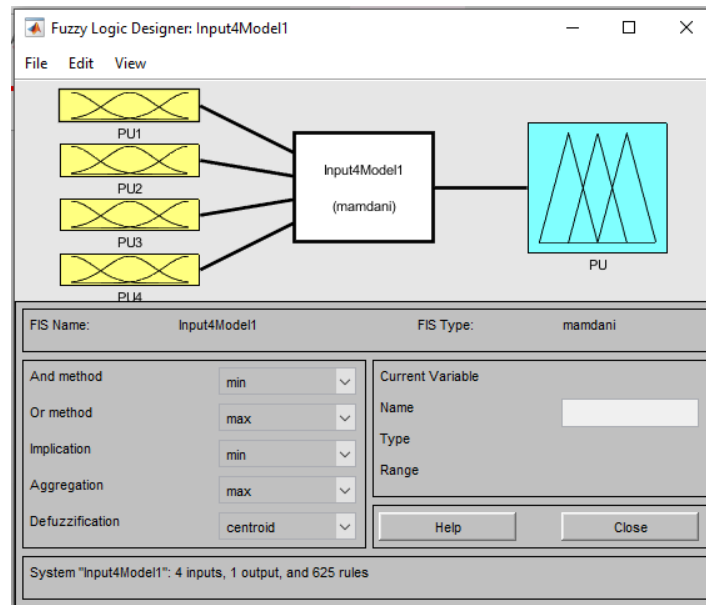 Fuzzy Logic Designer: Input4Model1
File Edit View
PU1
PU2
PU3
PU4
Input4Model1
(mamdani)
PU
FIS Name: Input4Model1 FIS Type: mamdani
And method min
Or method max
Implication min
Aggregation max
Defuzzification centroid
Current Variable
Name
Type
Range
Help Close
System "Input4Model1": 4 inputs, 1 output, and 625 rules